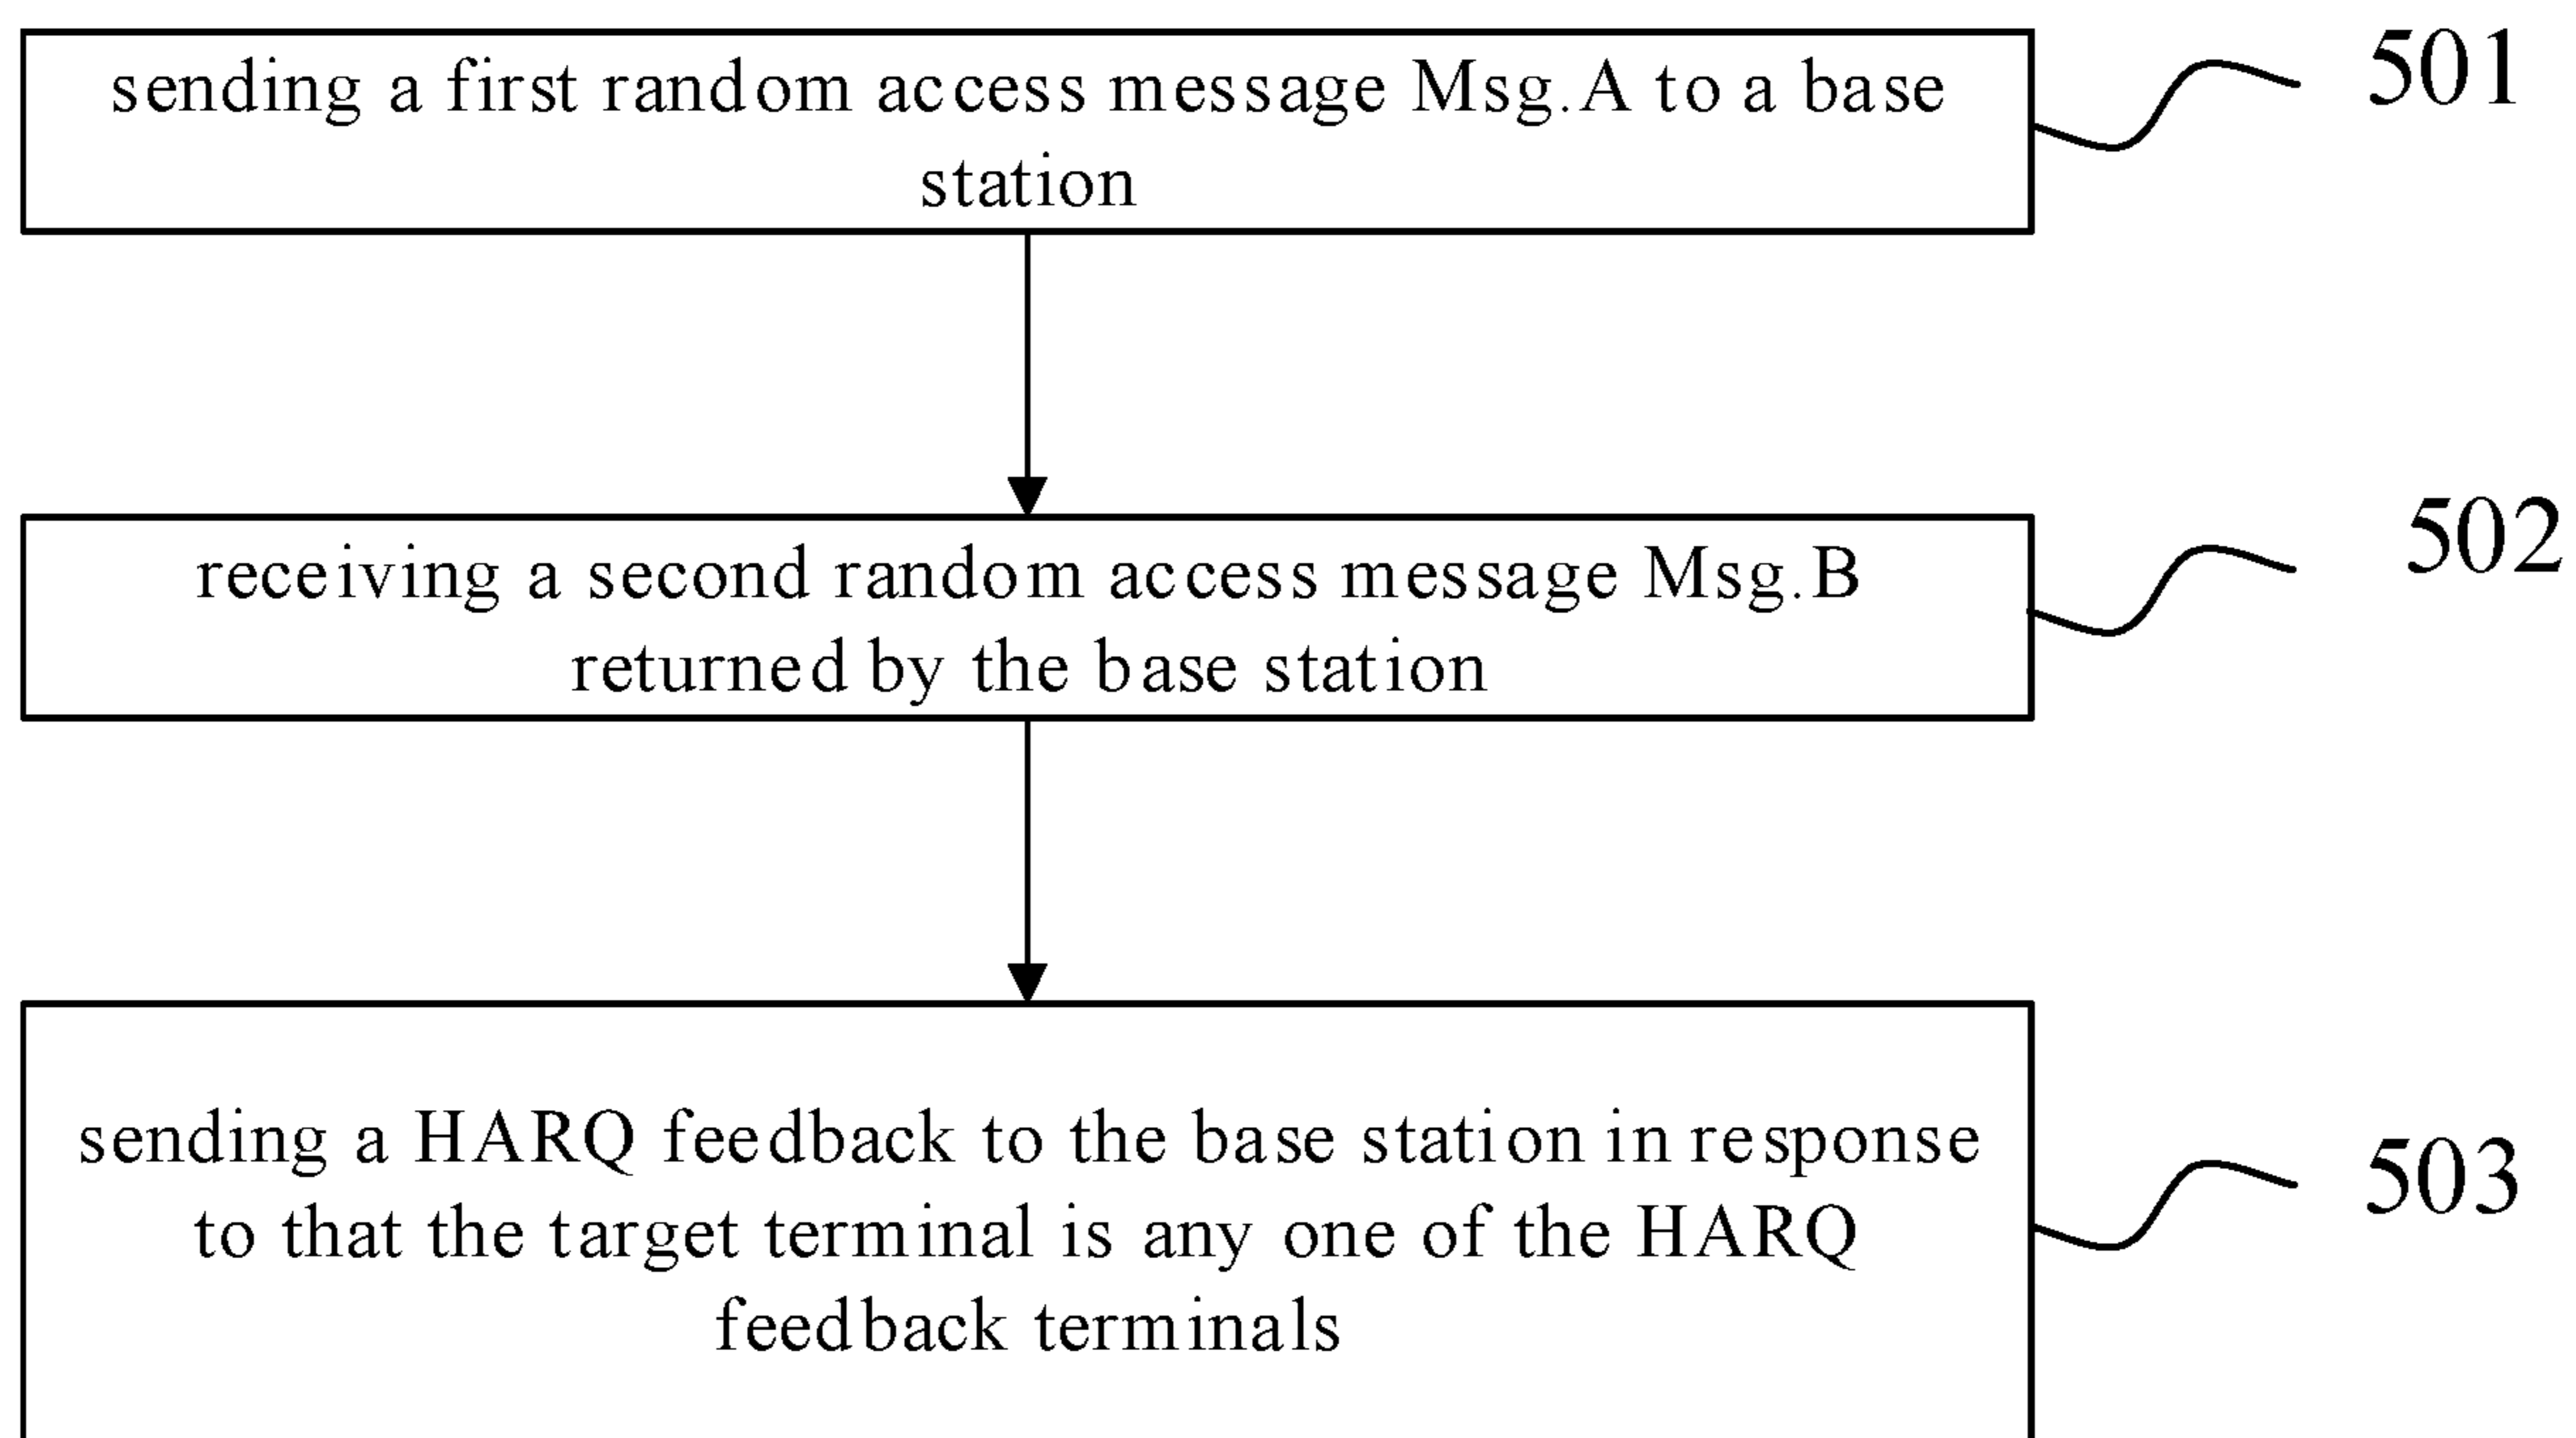 sending a first random access message Msg.A to a base
station
501
receiving a second random access message Msg.B
returned by the base station
502
sending a HARQ feedback to the base station in response
to that the target terminal is any one of the HARQ
feedback terminals
503